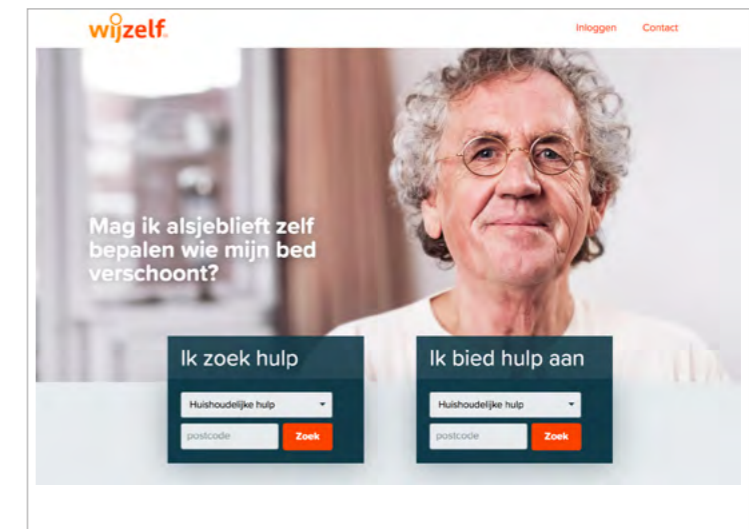 wijzelf.
Inloggen Contact
Mag ik alsjeblieft zelf
bepalen wie mijn bed
verschoont?
Ik zoek hulp
Huishoudelijke hulp
postcode Zoek
Ik bied hulp aan
Huishoudelijke hulp
postcode Zoek